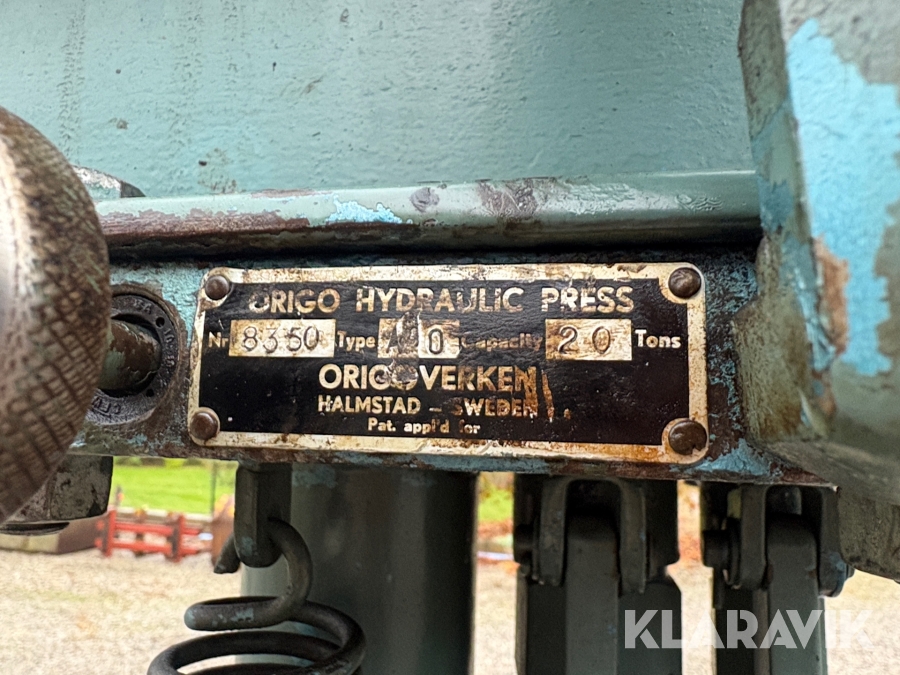 ORIGO HYDRAULIC PRESS
Nr 8350 Type Capacity 20 Tons
ORIGOVERKEN
HALMSTAD – SWEDEN
Pat. appl'd for
KLARAVIK